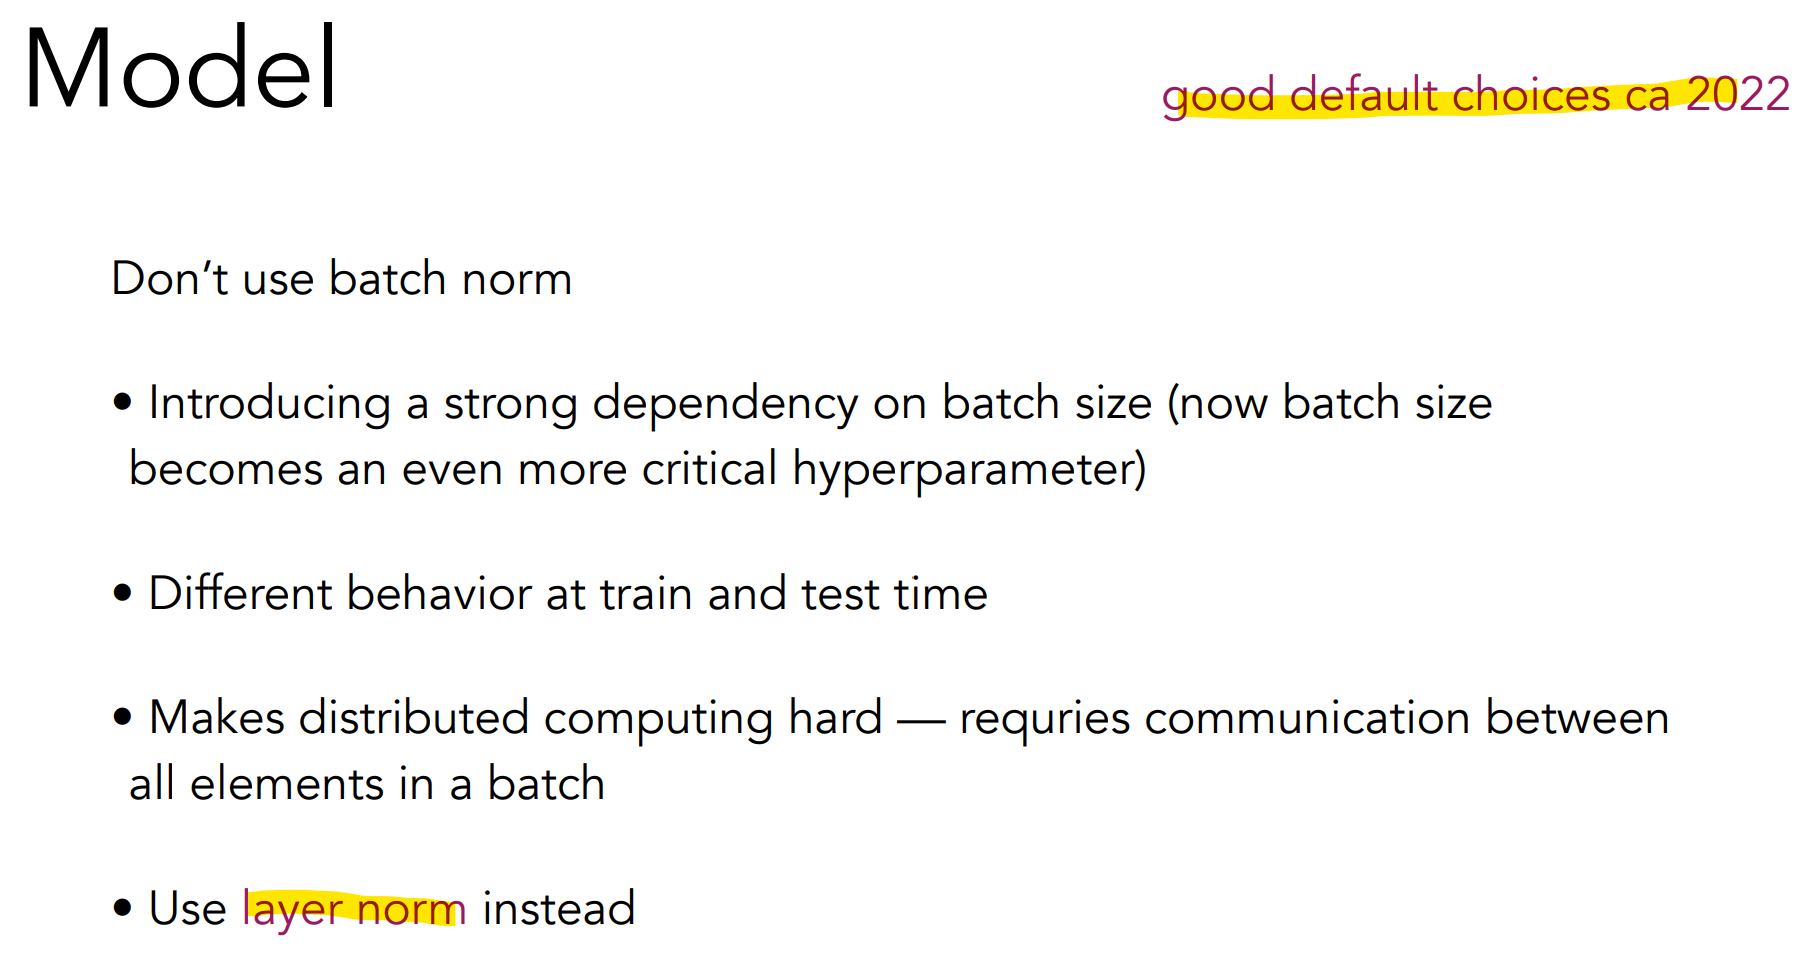 Model
good default choices ca 2022
Don’t use batch norm
• Introducing a strong dependency on batch size (now batch size
becomes an even more critical hyperparameter)
• Different behavior at train and test time
• Makes distributed computing hard — requries communication between
all elements in a batch
• Use layer norm instead